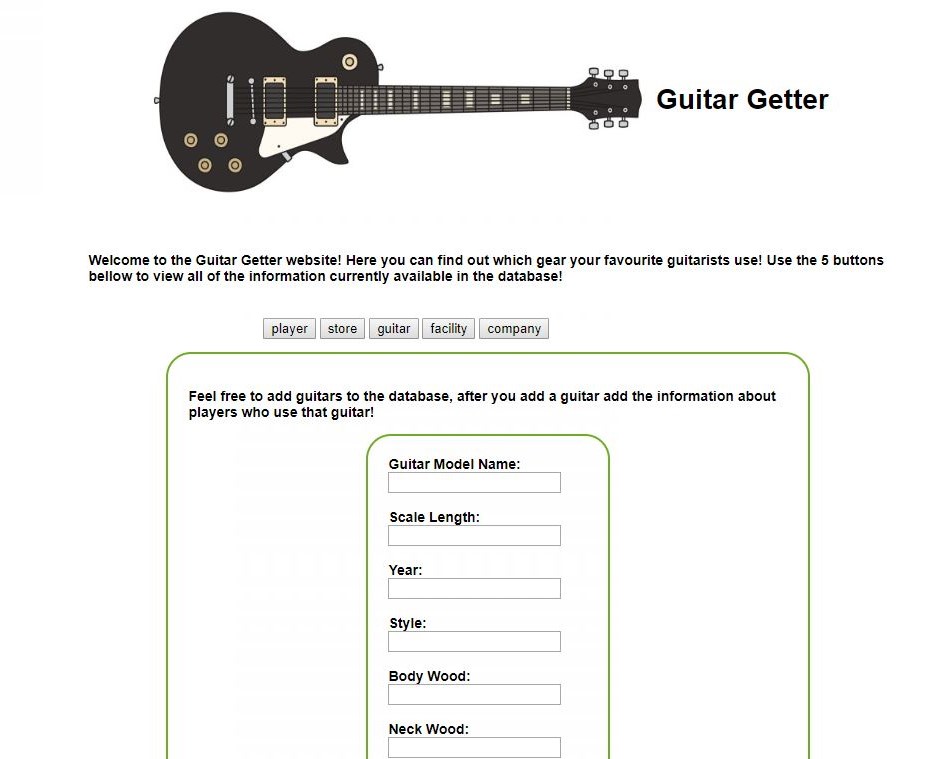 Guitar Getter
Welcome to the Guitar Getter website! Here you can find out which gear your favourite guitarists use! Use the 5 buttons
bellow to view all of the information currently available in the database!
player store guitar facility company
Feel free to add guitars to the database, after you add a guitar add the information about
players who use that guitar!
Guitar Model Name:
Scale Length:
Year:
Style:
Body Wood:
Neck Wood: